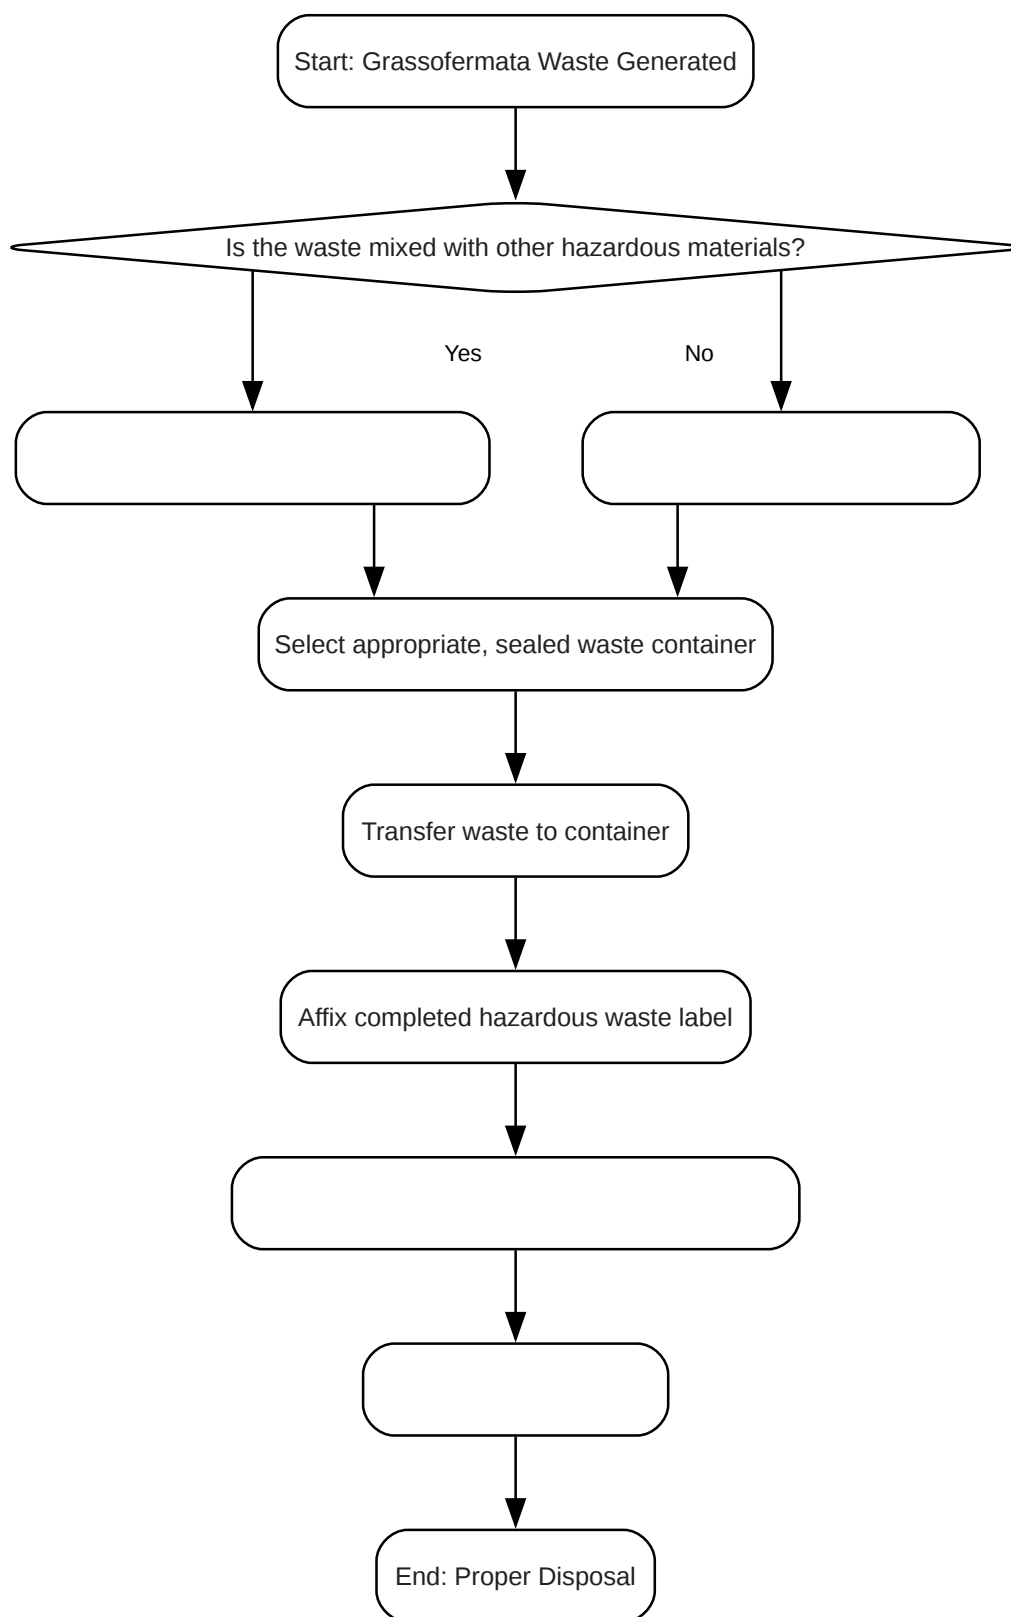 Start: Grassofermata Waste Generated
Is the waste mixed with other hazardous materials?
Yes
No
Select appropriate, sealed waste container
Transfer waste to container
Affix completed hazardous waste label
End: Proper Disposal